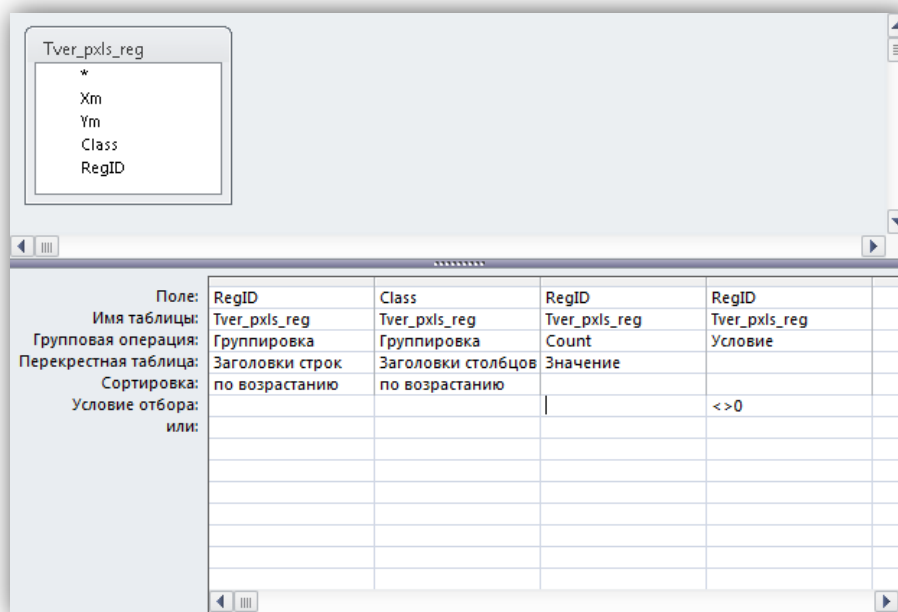 Tver_pxls_reg
*
Xm
Ym
Class
RegID
Поле: RegID Class RegID RegID
Имя таблицы: Tver_pxls_reg Tver_pxls_reg Tver_pxls_reg Tver_pxls_reg
Групповая операция: Группировка Группировка Count Условие
Перекрестная таблица: Заголовки строк Заголовки столбцов Значение
Сортировка: по возрастанию по возрастанию
Условие отбора: <>0
или: